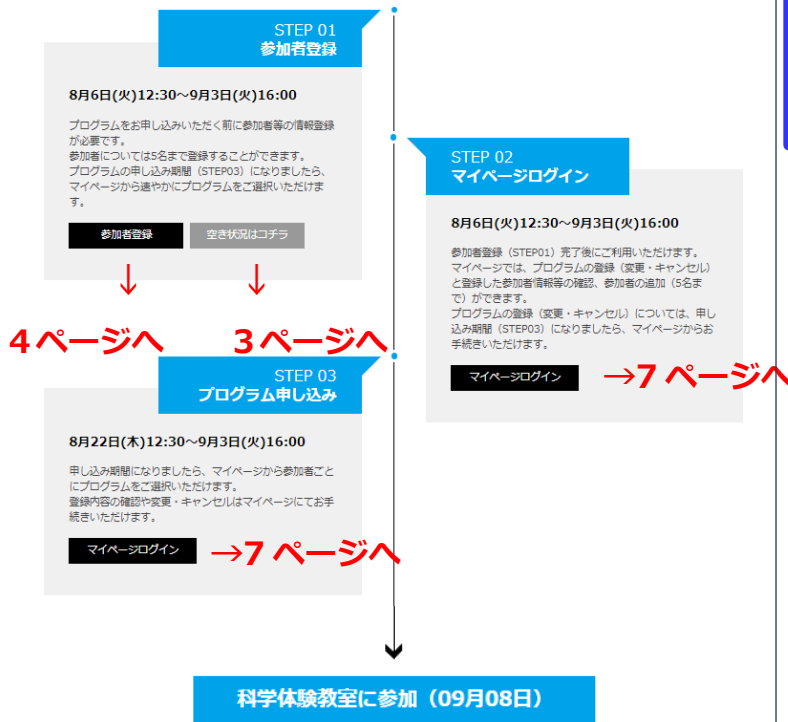 STEP 01
参加者登録
8月6日(火)12:30～9月3日(火)16:00
プログラムをお申し込みいただく前に参加者等の情報登録
が必要です。
参加者については5名まで登録することができます。
プログラムの申し込み期間（STEP03）になりましたら、
マイページから速やかにプログラムをご選択いただけま
す。
参加者登録
空き状況はコチラ
↓
↓
４ページへ
３ページへ
STEP 02
マイページログイン
8月6日(火)12:30～9月3日(火)16:00
参加者登録（STEP01）完了後にご利用いただけます。
マイページでは、プログラムの登録（変更・キャンセル）
と登録した参加者情報等の確認、参加者の追加（5名ま
で）ができます。
プログラムの登録（変更・キャンセル）については、申し
込み期間（STEP03）になりましたら、マイページからお
手続きいただけます。
マイページログイン
→7 ページへ
STEP 03
プログラム申し込み
8月22日(木)12:30～9月3日(火)16:00
申し込み期間になりましたら、マイページから参加者ごと
にプログラムをご選択いただけます。
登録内容の確認や変更・キャンセルはマイページにてお手
続きいただけます。
マイページログイン
→7 ページへ
科学体験教室に参加（09月08日）